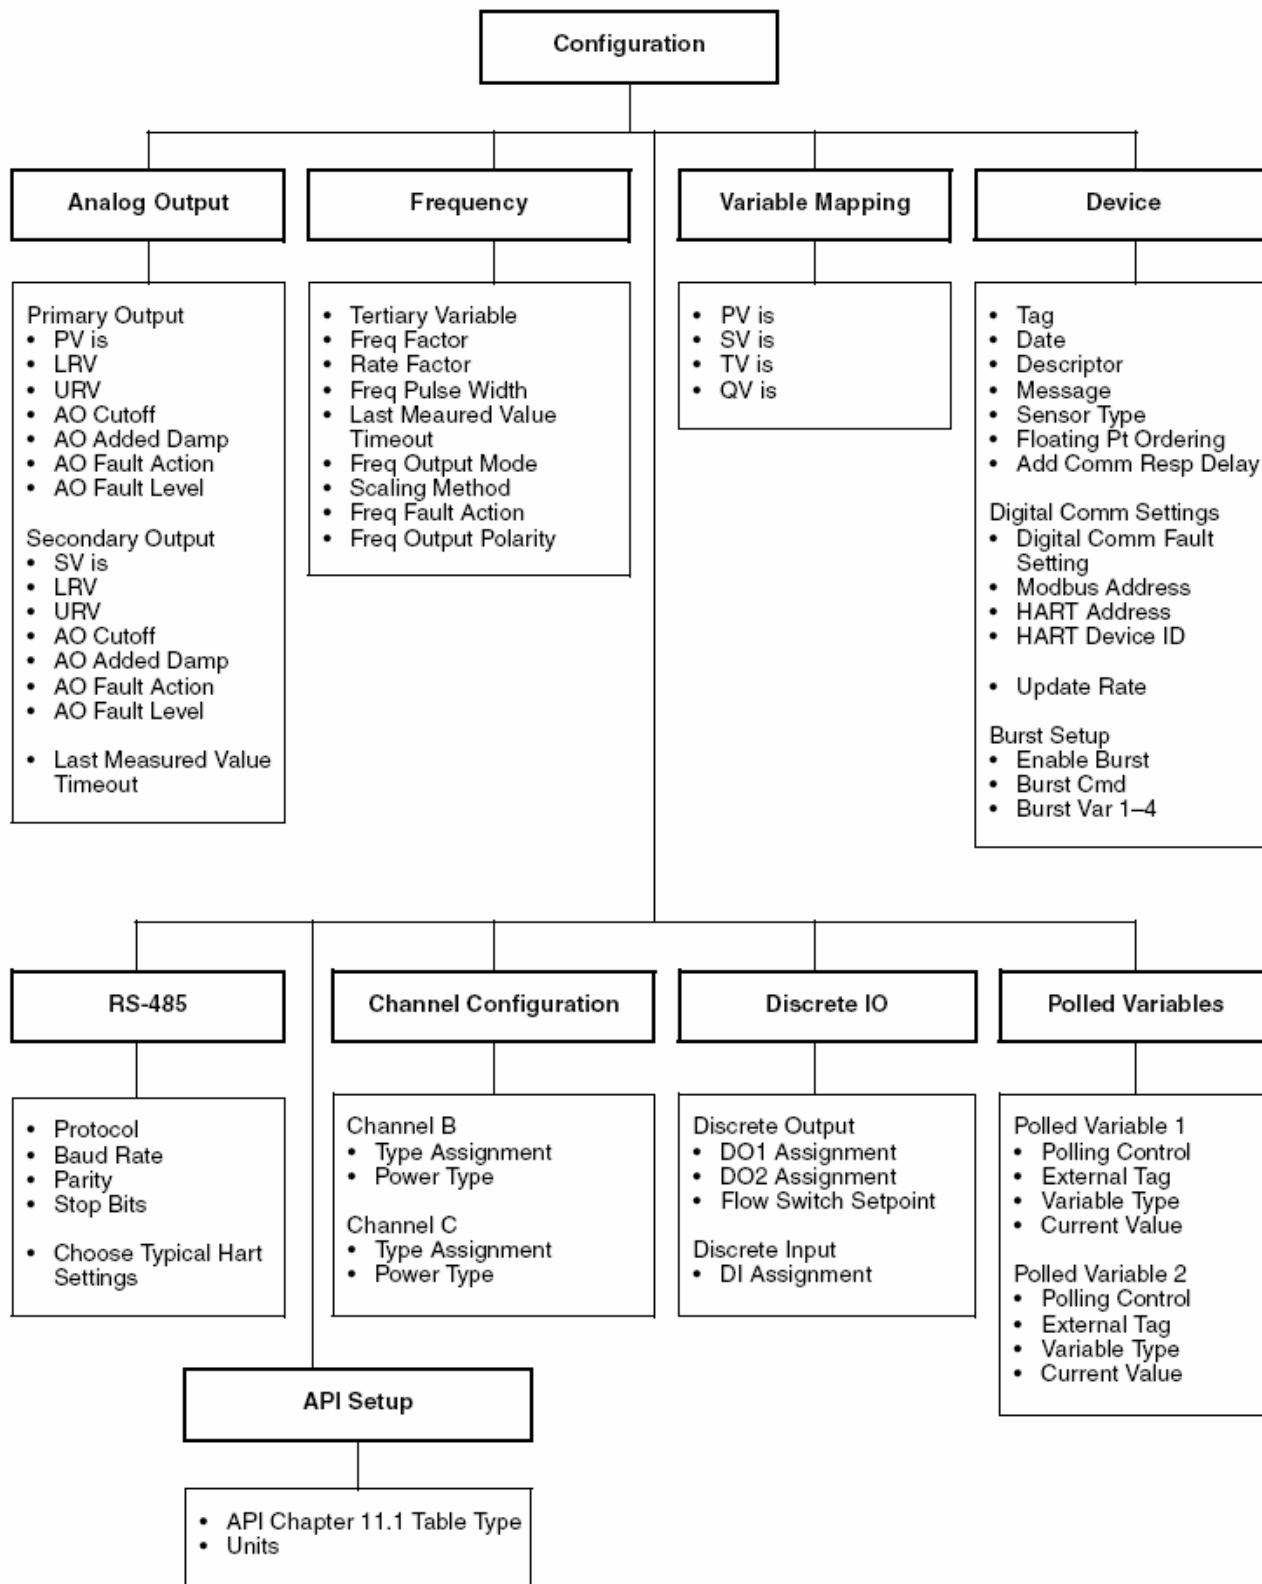 Configuration
Analog Output
Frequency
Variable Mapping
Device
Primary Output
• PV is
• LRV
• URV
• AO Cutoff
• AO Added Damp
• AO Fault Action
• AO Fault Level
Secondary Output
• SV is
• LRV
• URV
• AO Cutoff
• AO Added Damp
• AO Fault Action
• AO Fault Level
• Last Measured Value
Timeout
• Tertiary Variable
• Freq Factor
• Rate Factor
• Freq Pulse Width
• Last Meaured Value
Timeout
• Freq Output Mode
• Scaling Method
• Freq Fault Action
• Freq Output Polarity
• PV is
• SV is
• TV is
• QV is
• Tag
• Date
• Descriptor
• Message
• Sensor Type
• Floating Pt Ordering
• Add Comm Resp Delay
Digital Comm Settings
• Digital Comm Fault
Setting
• Modbus Address
• HART Address
• HART Device ID
• Update Rate
Burst Setup
• Enable Burst
• Burst Cmd
• Burst Var 1–4
RS-485
Channel Configuration
Discrete IO
Polled Variables
• Protocol
• Baud Rate
• Parity
• Stop Bits
• Choose Typical Hart
Settings
Channel B
• Type Assignment
• Power Type
Channel C
• Type Assignment
• Power Type
Discrete Output
• DO1 Assignment
• DO2 Assignment
• Flow Switch Setpoint
Discrete Input
• DI Assignment
Polled Variable 1
• Polling Control
• External Tag
• Variable Type
• Current Value
Polled Variable 2
• Polling Control
• External Tag
• Variable Type
• Current Value
API Setup
• API Chapter 11.1 Table Type
• Units